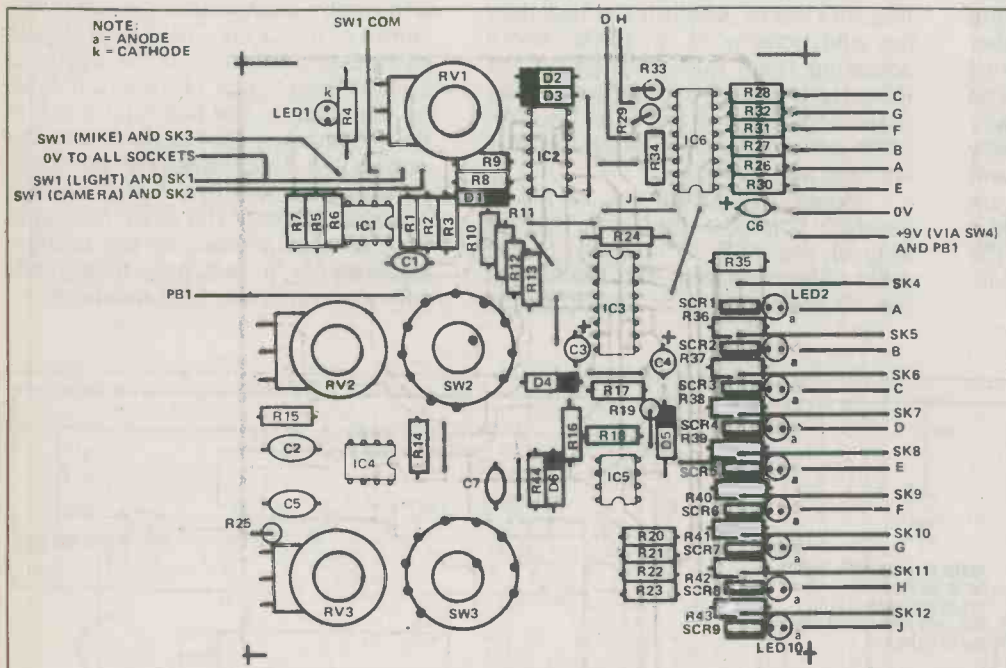 NOTE:
a = ANODE
k = CATHODE
SW1 COM
D H
RV1
D2
D3
R33
R29
k
LED1
R4
IC2
R34
IC6
R28
R32
R31
R27
R26
R30
C
G
F
B
A
E
SW1 (MIKE) AND SK3
0V TO ALL SOCKETS
SW1 (LIGHT) AND SK1
SW1 (CAMERA) AND SK2
R9
R8
D1
J
+
C6
0V
R7
R5
R6
IC1
R1
R2
R3
C1
R10
R11
R12
R13
R24
+9V (VIA SW4)
AND PB1
R35
PB1
IC3
SCR1
R36
LED2
a
SK4
A
RV2
SW2
+
C3
+
C4
SCR2
R37
a
SK5
B
D4
R17
SCR3
R38
a
SK6
C
R15
R19
SCR4
R39
a
SK7
D
C2
IC4
R14
R16
R18
D5
SCR5
a
SK8
E
C7
R44
D6
IC5
R40
SCR6
a
SK9
F
C5
R25
R20
R21
R22
R23
R41
SCR7
a
SK10
G
R42
SCR8
a
SK11
H
RV3
SW3
R43
SCR9
a
LED10
SK12
J